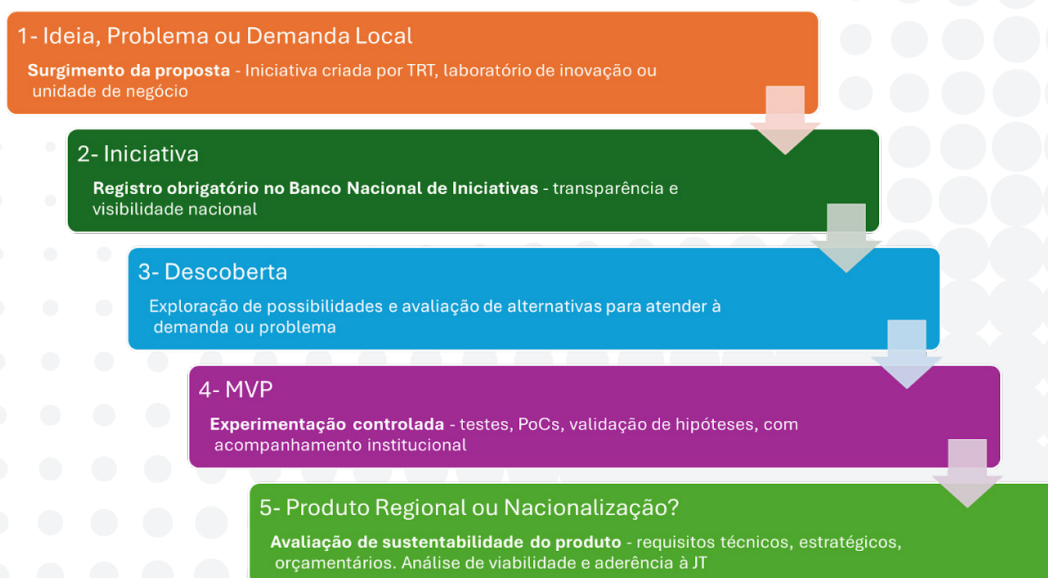 1- Ideia, Problema ou Demanda Local
Surgimento da proposta - Iniciativa criada por TRT, laboratório de inovação ou
unidade de negócio
2- Iniciativa
Registro obrigatório no Banco Nacional de Iniciativas - transparência e
visibilidade nacional
3- Descoberta
Exploração de possibilidades e avaliação de alternativas para atender à
demanda ou problema
4- MVP
Experimentação controlada - testes, PoCs, validação de hipóteses, com
acompanhamento institucional
5- Produto Regional ou Nacionalização?
Avaliação de sustentabilidade do produto - requisitos técnicos, estratégicos,
orçamentários. Análise de viabilidade e aderência à JT